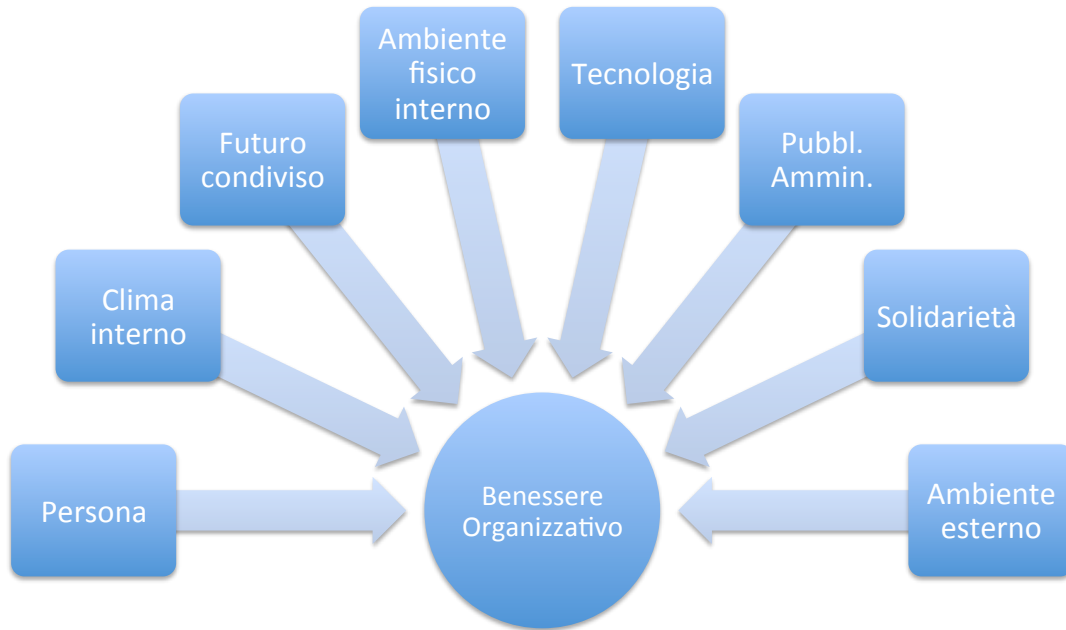 Persona
Clima
interno
Futuro
condiviso
Ambiente
fisico
interno
Tecnologia
Pubbl.
Ammin.
Solidarietà
Ambiente
esterno
Benessere
Organizzativo